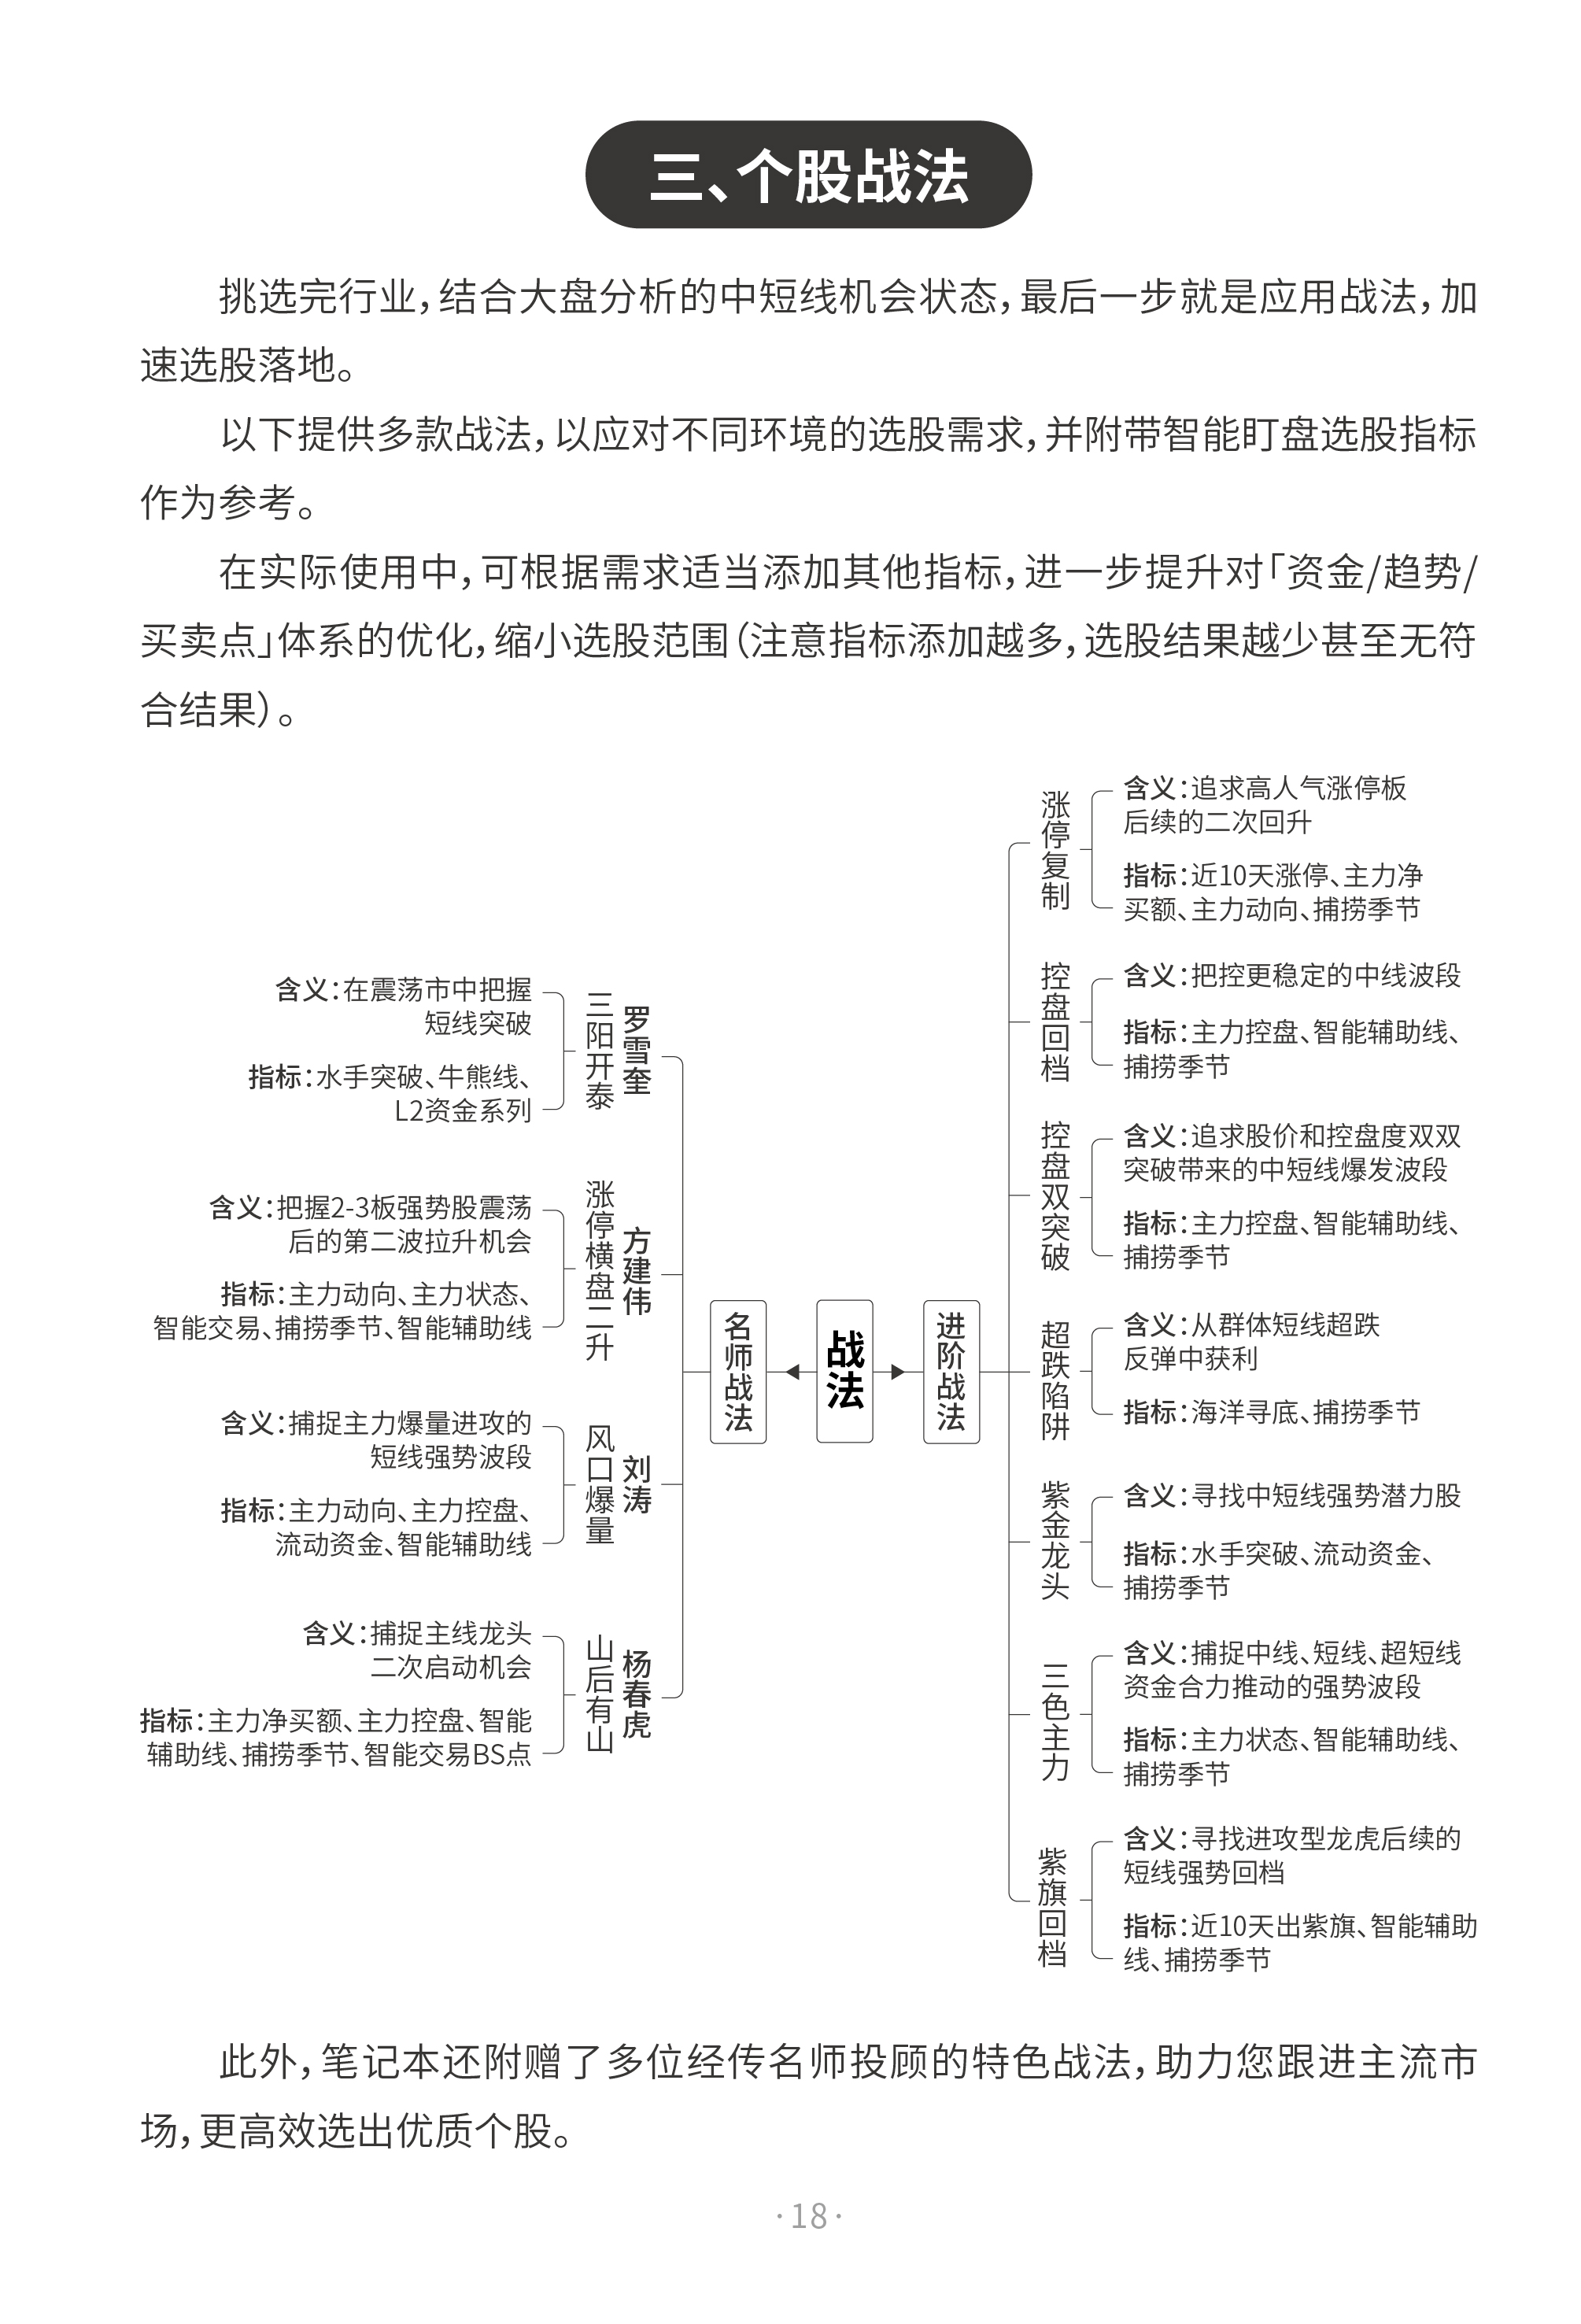 三、个股战法
挑选完行业，结合大盘分析的中短线机会状态，最后一步就是应用战法，加
速选股落地。
以下提供多款战法，以应对不同环境的选股需求，并附带智能盯盘选股指标
作为参考。
在实际使用中，可根据需求适当添加其他指标，进一步提升对「资金/趋势/
买卖点」体系的优化，缩小选股范围（注意指标添加越多，选股结果越少甚至无符
合结果）。
战法
名师战法
罗雪奎
三阳开泰
含义：在震荡市中把握
短线突破
指标：水手突破、牛熊线、
L2资金系列
方建伟
涨停横盘二升
含义：把握2-3板强势股震荡
后的第二波拉升机会
指标：主力动向、主力状态、
智能交易、捕捞季节、智能辅助线
刘涛
风口爆量
含义：捕捉主力爆量进攻的
短线强势波段
指标：主力动向、主力控盘、
流动资金、智能辅助线
杨春虎
山后有山
含义：捕捉主线龙头
二次启动机会
指标：主力净买额、主力控盘、智能
辅助线、捕捞季节、智能交易BS点
进阶战法
涨停复制
含义：追求高人气涨停板
后续的二次回升
指标：近10天涨停、主力净
买额、主力动向、捕捞季节
控盘回档
含义：把控更稳定的中线波段
指标：主力控盘、智能辅助线、
捕捞季节
控盘双突破
含义：追求股价和控盘度双双
突破带来的中短线爆发波段
指标：主力控盘、智能辅助线、
捕捞季节
超跌陷阱
含义：从群体短线超跌
反弹中获利
指标：海洋寻底、捕捞季节
紫金龙头
含义：寻找中短线强势潜力股
指标：水手突破、流动资金、
捕捞季节
三色主力
含义：捕捉中线、短线、超短线
资金合力推动的强势波段
指标：主力状态、智能辅助线、
捕捞季节
紫旗回档
含义：寻找进攻型龙虎后续的
短线强势回档
指标：近10天出紫旗、智能辅助
线、捕捞季节
此外，笔记本还附赠了多位经传名师投顾的特色战法，助力您跟进主流市
场，更高效选出优质个股。
·18·